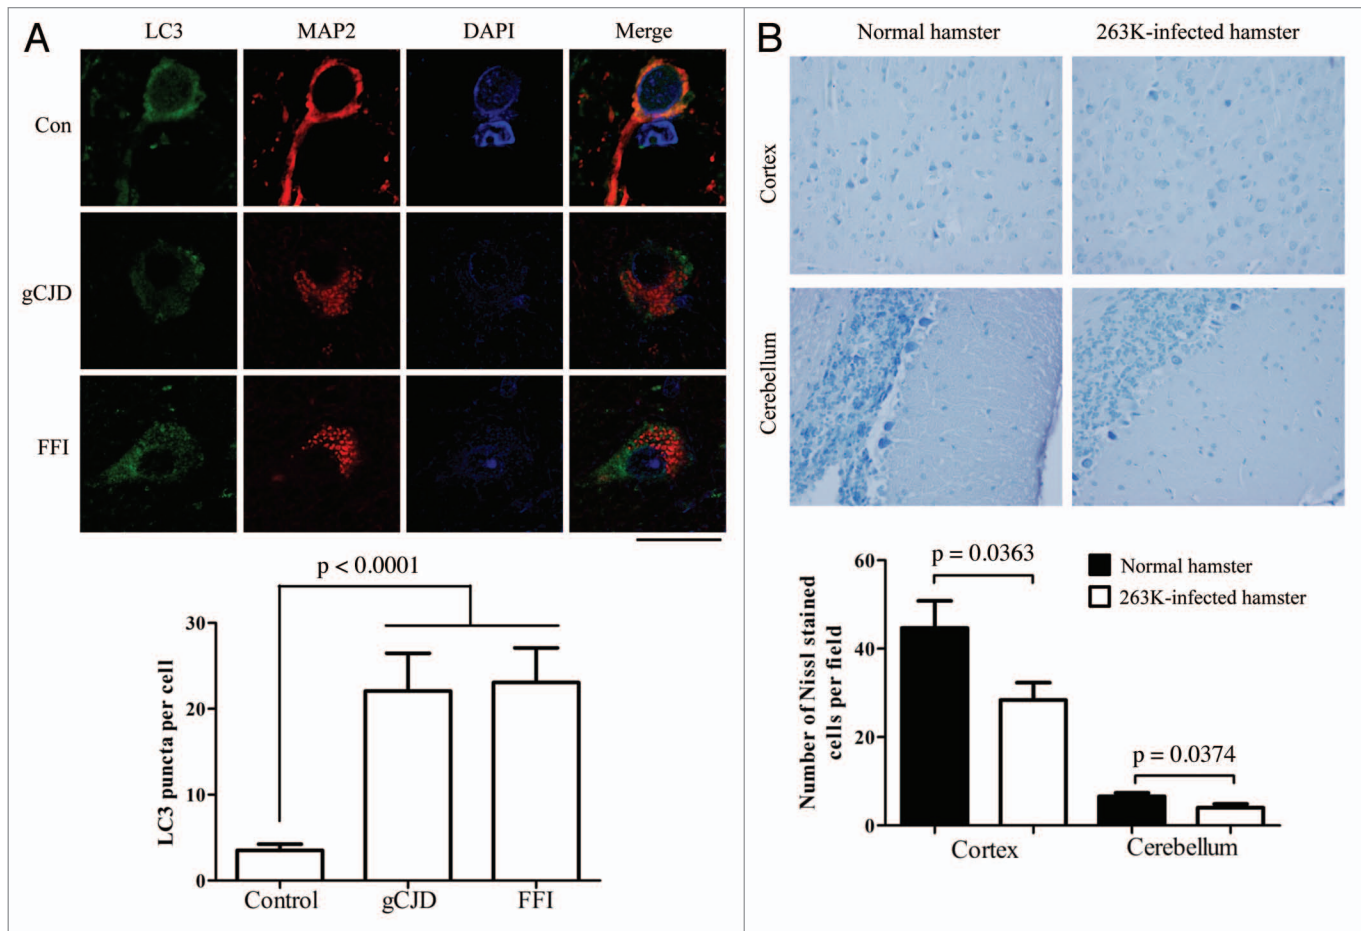 A
LC3 MAP2 DAPI Merge
Con
gCJD
FFI
p < 0.0001
30
20
10
0
LC3 puncta per cell
Control gCJD FFI
B
Normal hamster 263K-infected hamster
Cortex
Cerebellum
p = 0.0363
Normal hamster
263K-infected hamster
60
40
20
0
Number of Nissl stained
cells per field
p = 0.0374
Cortex Cerebellum